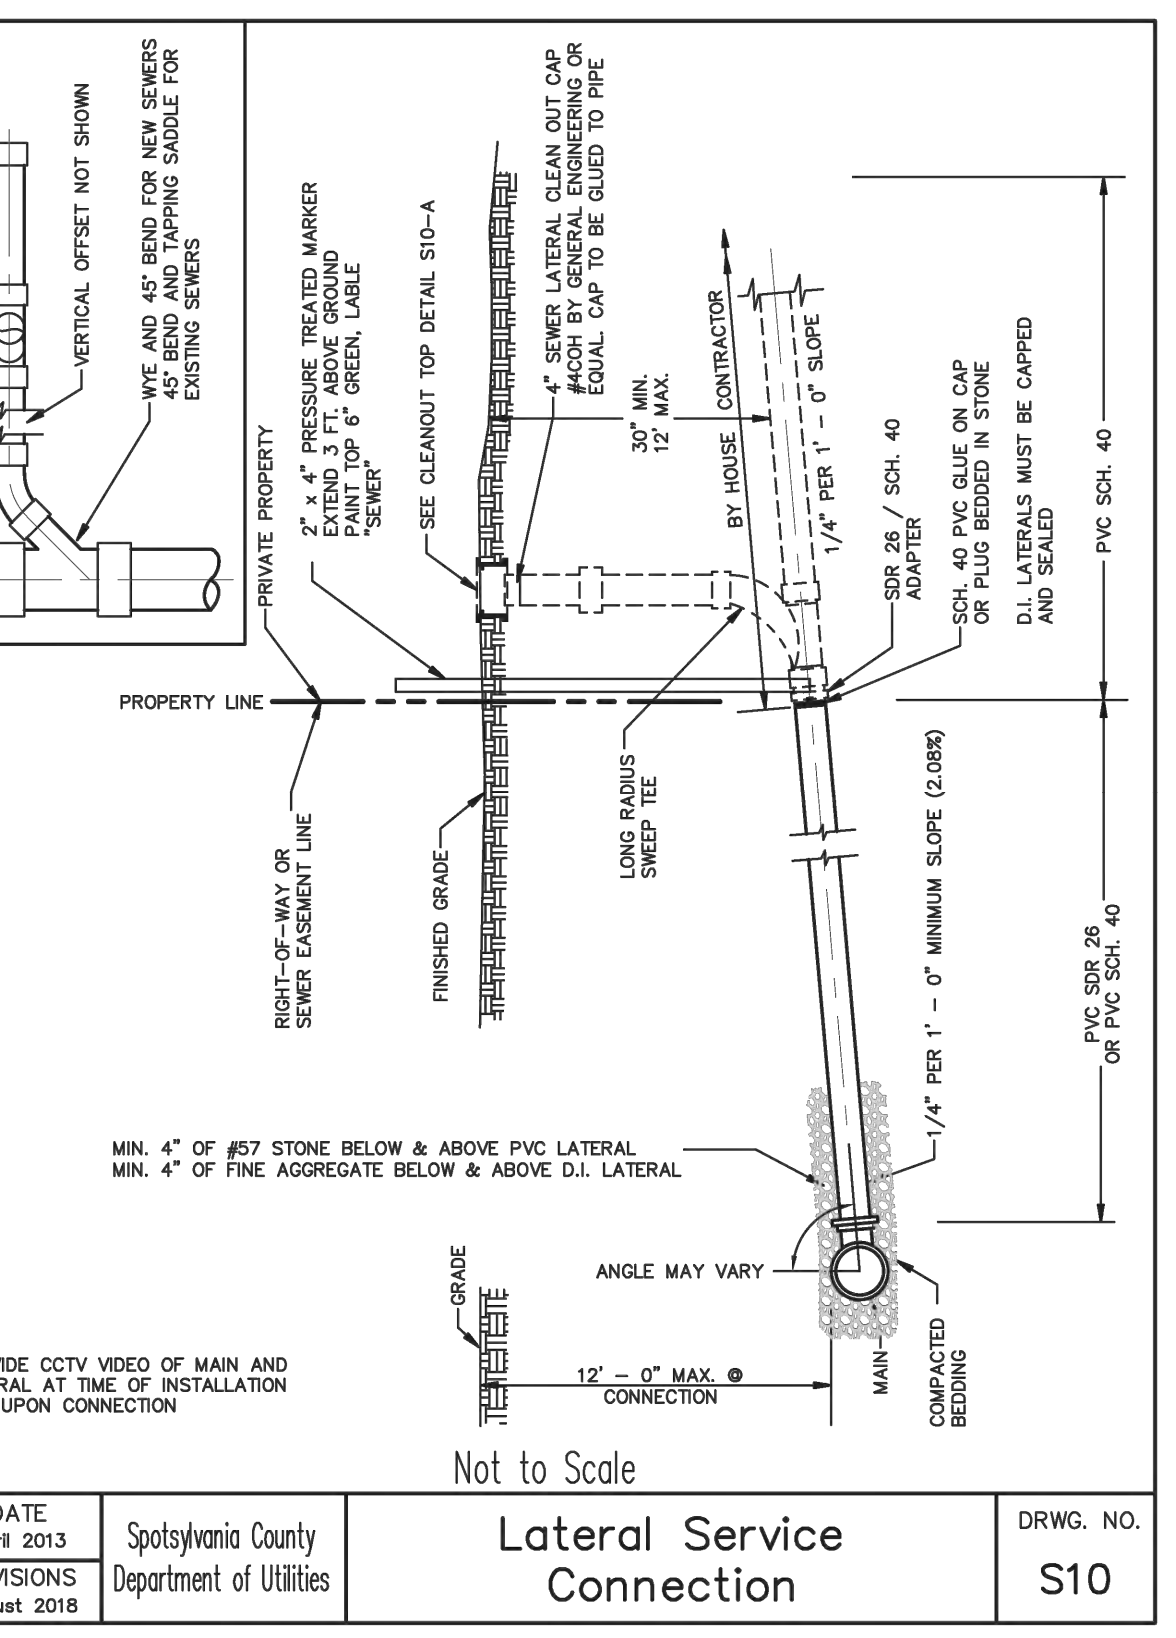 VERTICAL OFFSET NOT SHOWN
WYE AND 45° BEND FOR NEW SEWERS
45° BEND AND TAPPING SADDLE FOR
EXISTING SEWERS
PRIVATE PROPERTY
2" x 4" PRESSURE TREATED MARKER
EXTEND 3 FT. ABOVE GROUND
PAINT TOP 6" GREEN, LABLE
"SEWER"
SEE CLEANOUT TOP DETAIL S10-A
4" SEWER LATERAL CLEAN OUT CAP
#4COH BY GENERAL ENGINEERING OR
EQUAL. CAP TO BE GLUED TO PIPE
30" MIN.
12' MAX.
BY HOUSE CONTRACTOR
1/4" PER 1' - 0" SLOPE
SDR 26 / SCH. 40
ADAPTER
SCH. 40 PVC GLUE ON CAP
OR PLUG BEDDED IN STONE
D.I. LATERALS MUST BE CAPPED
AND SEALED
PVC SCH. 40
PROPERTY LINE
RIGHT-OF-WAY OR
SEWER EASEMENT LINE
FINISHED GRADE
LONG RADIUS
SWEEP TEE
1/4" PER 1' - 0" MINIMUM SLOPE (2.08%)
PVC SDR 26
OR PVC SCH. 40
MIN. 4" OF #57 STONE BELOW & ABOVE PVC LATERAL
MIN. 4" OF FINE AGGREGATE BELOW & ABOVE D.I. LATERAL
GRADE
ANGLE MAY VARY
12' - 0" MAX. @
CONNECTION
MAIN
COMPACTED
BEDDING
CCTV VIDEO OF MAIN AND
AT TIME OF INSTALLATION
UPON CONNECTION
Not to Scale
2013
2018
Spotsylvania County
Department of Utilities
Lateral Service
Connection
DRWG. NO.
S10